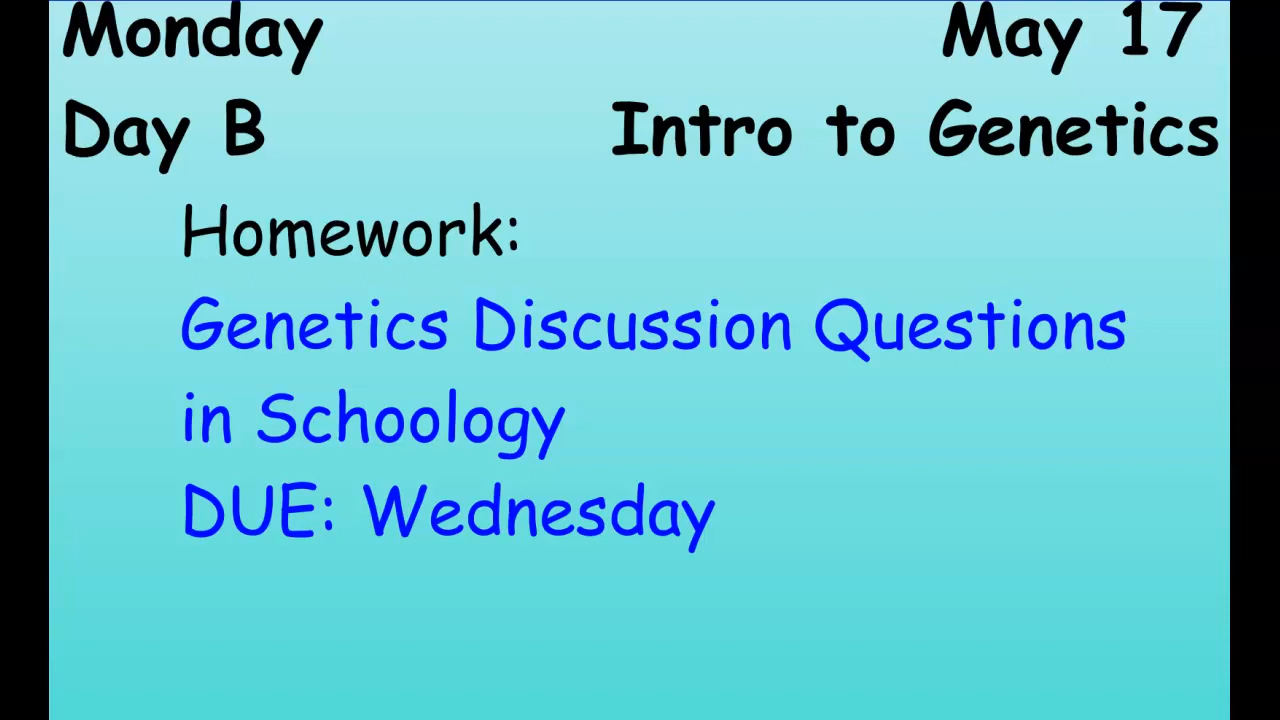 Monday May 17
Day B Intro to Genetics
Homework:
Genetics Discussion Questions
in Schoology
DUE: Wednesday